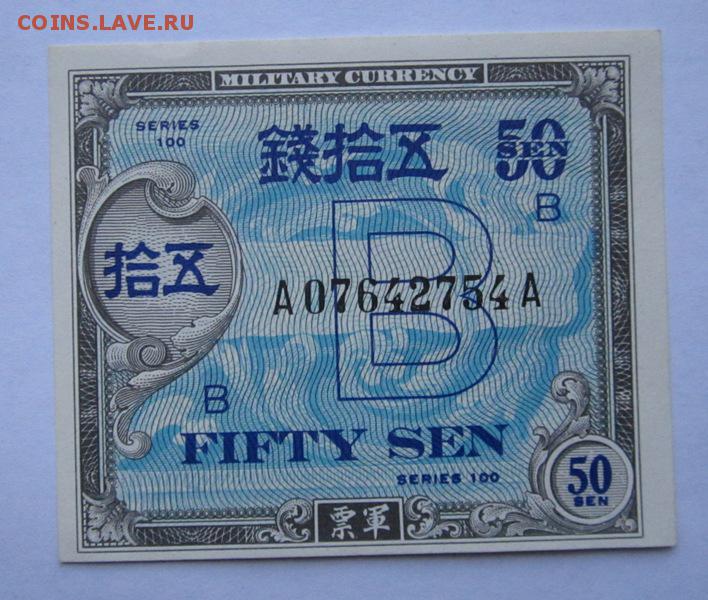 COINS.LAVE.RU
MILITARY CURRENCY
SERIES
100
錢拾五
50
SEN
B
拾五
B
A07642754A
B
FIFTY SEN
SERIES 100
50
SEN
票軍